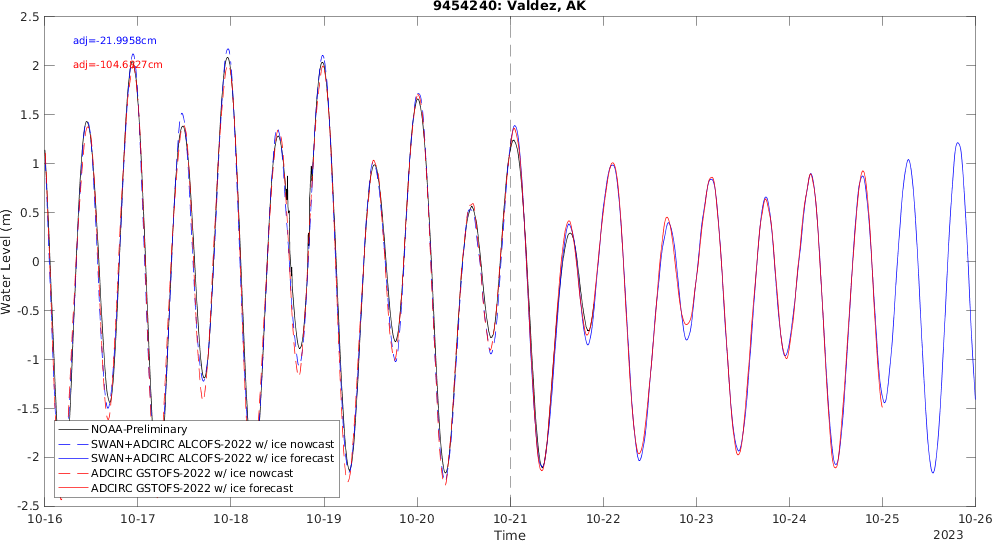 9454240: Valdez, AK
adj=-21.9958cm
adj=-104.6827cm
Water Level (m)
2.5
2
1.5
1
0.5
0
-0.5
-1
-1.5
-2
-2.5
NOAA-Preliminary
SWAN+ADCIRC ALCOFS-2022 w/ ice nowcast
SWAN+ADCIRC ALCOFS-2022 w/ ice forecast
ADCIRC GSTOFS-2022 w/ ice nowcast
ADCIRC GSTOFS-2022 w/ ice forecast
10-16 10-17 10-18 10-19 10-20 10-21 10-22 10-23 10-24 10-25 10-26
Time
2023